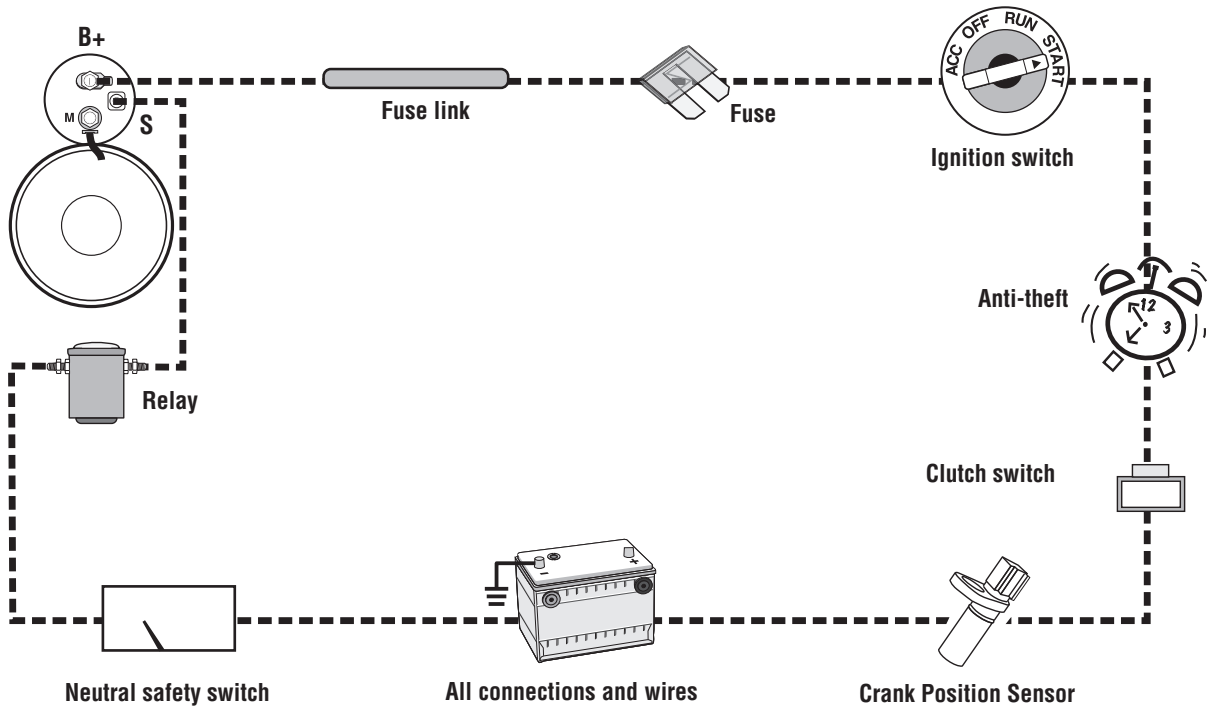 B+
M
S
Fuse link
Fuse
ACC OFF RUN START
Ignition switch
Anti-theft
12
3
Relay
Clutch switch
- +
Neutral safety switch
All connections and wires
Crank Position Sensor